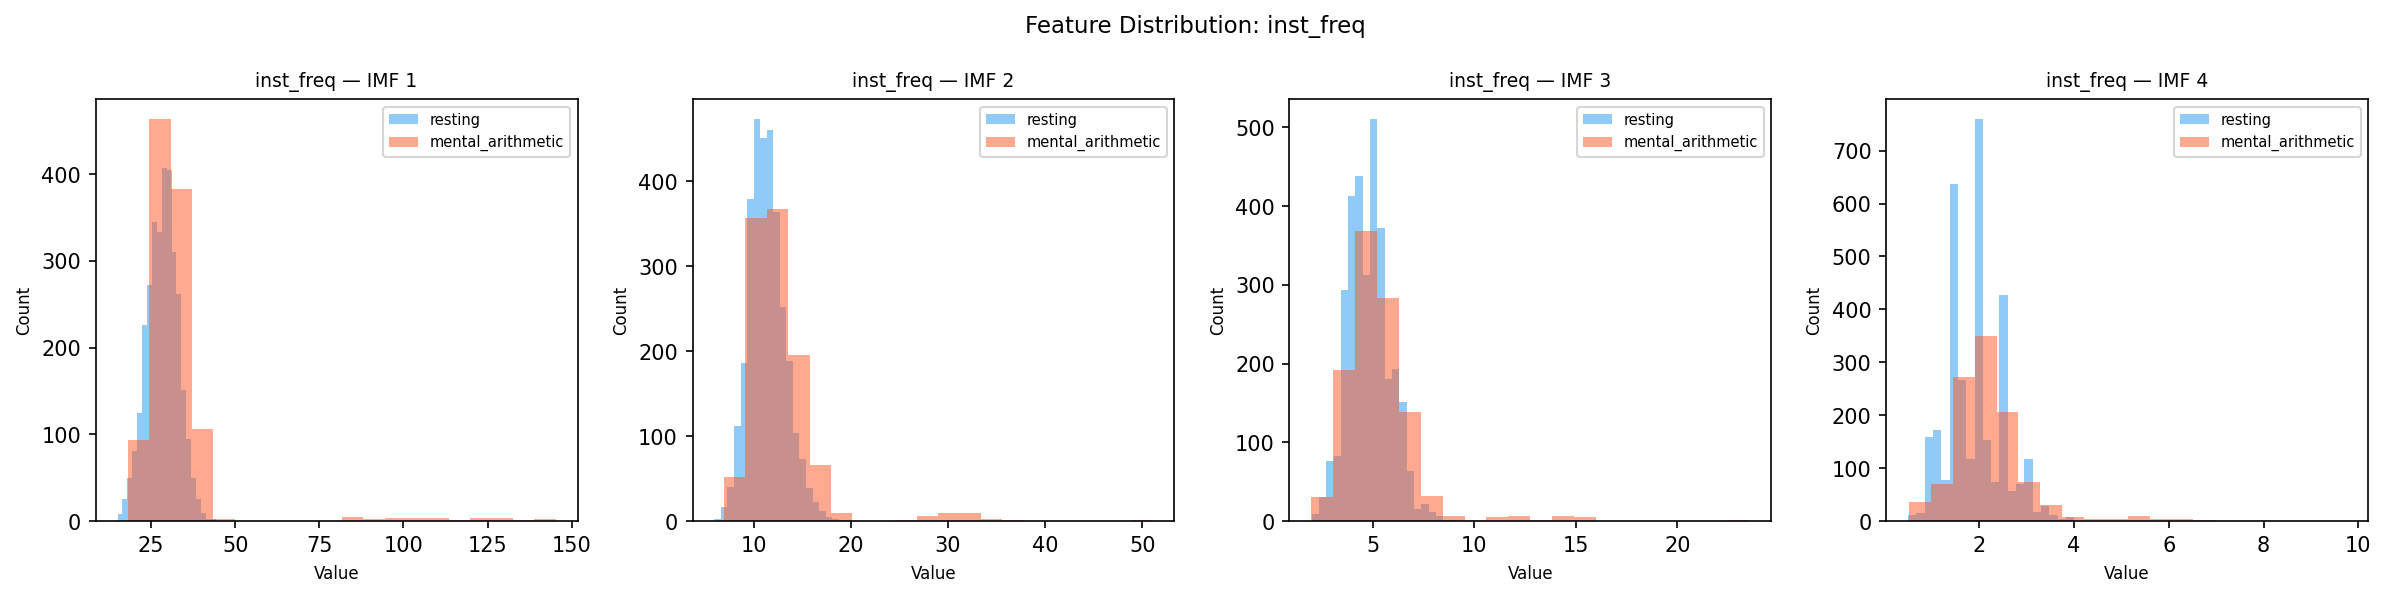 Feature Distribution: inst_freq
inst_freq — IMF 1
resting
mental_arithmetic
Count
400
300
200
100
0
25
50
75
100
125
150
Value
inst_freq — IMF 2
resting
mental_arithmetic
Count
400
300
200
100
0
10
20
30
40
50
Value
inst_freq — IMF 3
resting
mental_arithmetic
Count
500
400
300
200
100
0
5
10
15
20
Value
inst_freq — IMF 4
resting
mental_arithmetic
Count
700
600
500
400
300
200
100
0
2
4
6
8
10
Value